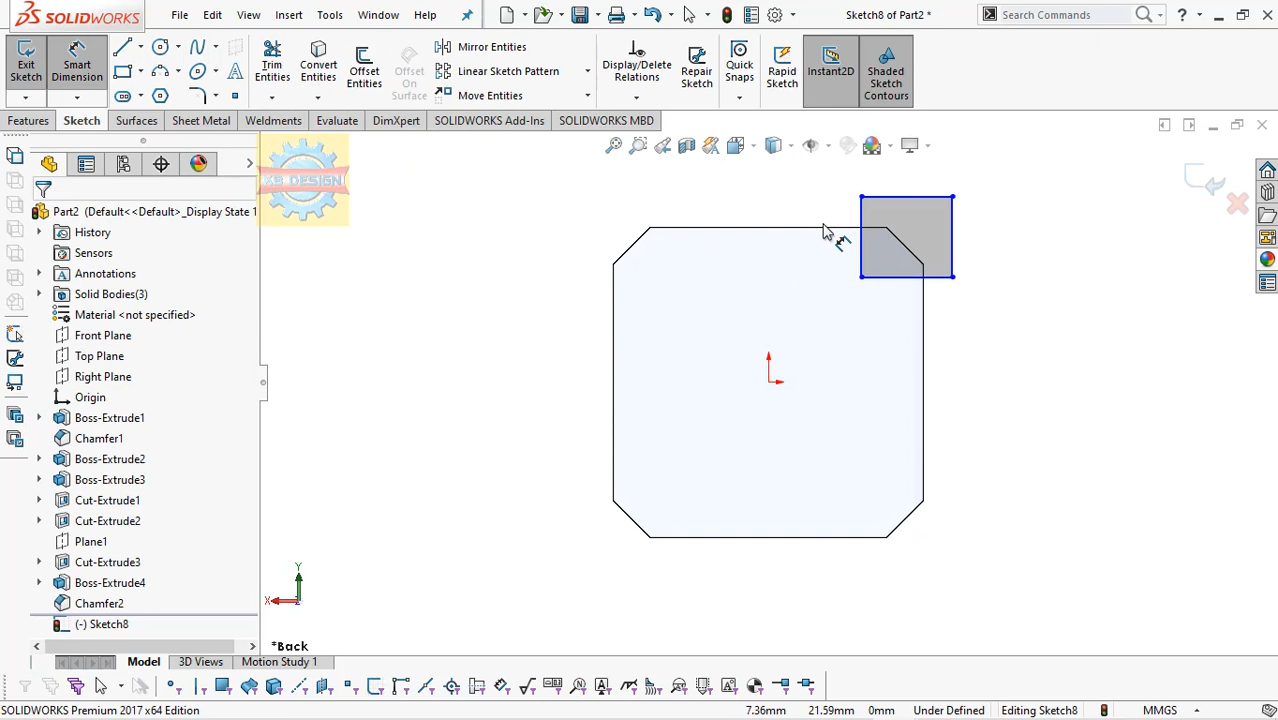 SOLIDWORKS
File Edit View Insert Tools Window Help
Sketch8 of Part2 *
Search Commands
?
Exit Sketch
Smart Dimension
Trim Entities
Convert Entities
Offset Entities
Offset On Surface
Mirror Entities
Linear Sketch Pattern
Move Entities
Display/Delete Relations
Repair Sketch
Quick Snaps
Rapid Sketch
Instant2D
Shaded Sketch Contours
Features Sketch Surfaces Sheet Metal Weldments Evaluate DimXpert SOLIDWORKS Add-Ins SOLIDWORKS MBD
Part2 (Default<<Default>_Display State 1
History
Sensors
Annotations
Solid Bodies(3)
Material <not specified>
Front Plane
Top Plane
Right Plane
Origin
Boss-Extrude1
Chamfer1
Boss-Extrude2
Boss-Extrude3
Cut-Extrude1
Cut-Extrude2
Plane1
Cut-Extrude3
Boss-Extrude4
Chamfer2
(-) Sketch8
Y
X
*Back
Model 3D Views Motion Study 1
SOLIDWORKS Premium 2017 x64 Edition
7.36mm 21.59mm 0mm Under Defined Editing Sketch8 MMGS